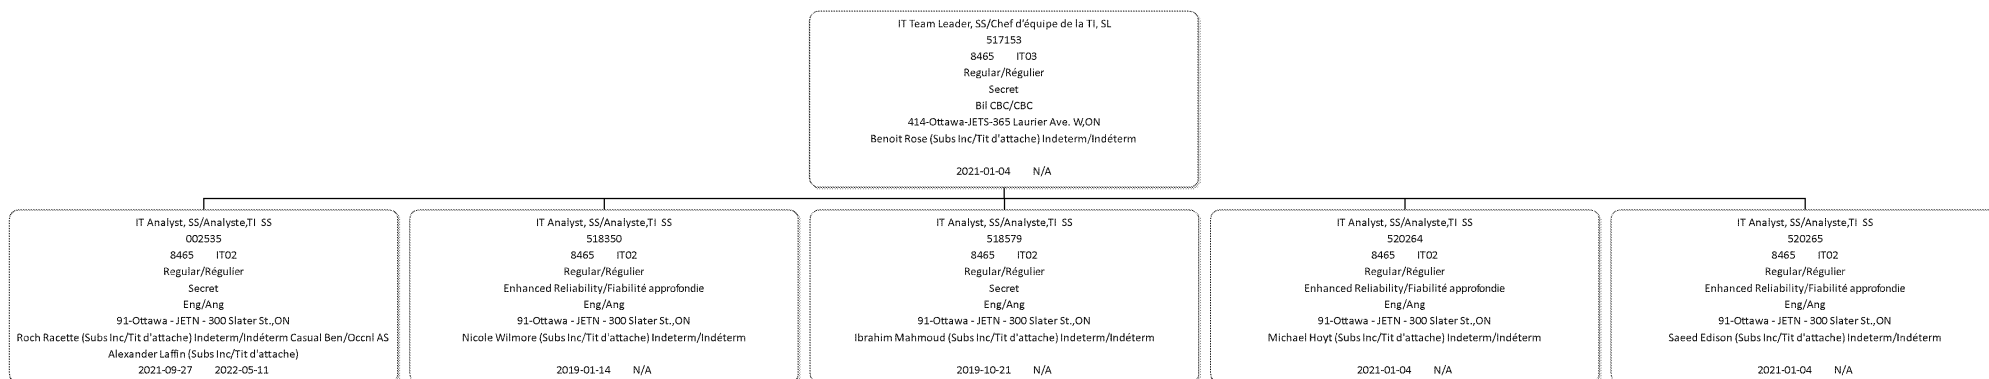 IT Team Leader, SS/Chef d'équipe de la TI, SL
517153
8465 IT03
Regular/Régulier
Secret
Bil CBC/CBC
414-Ottawa-JETS-365 Laurier Ave. W,ON
Benoit Rose (Subs Inc/Tit d'attache) Indeterm/Indéterm
2021-01-04 N/A
IT Analyst, SS/Analyste,TI SS
002535
8465 IT02
Regular/Régulier
Secret
Eng/Ang
91-Ottawa - JETN - 300 Slater St.,ON
Roch Racette (Subs Inc/Tit d'attache) Indeterm/Indéterm Casual Ben/Occnl AS
Alexander Laffin (Subs Inc/Tit d'attache)
2021-09-27 2022-05-11
IT Analyst, SS/Analyste,TI SS
518350
8465 IT02
Regular/Régulier
Enhanced Reliability/Fiabilité approfondie
Eng/Ang
91-Ottawa - JETN - 300 Slater St.,ON
Nicole Wilmore (Subs Inc/Tit d'attache) Indeterm/Indéterm
2019-01-14 N/A
IT Analyst, SS/Analyste,TI SS
518579
8465 IT02
Regular/Régulier
Secret
Eng/Ang
91-Ottawa - JETN - 300 Slater St.,ON
Ibrahim Mahmoud (Subs Inc/Tit d'attache) Indeterm/Indéterm
2019-10-21 N/A
IT Analyst, SS/Analyste,TI SS
520264
8465 IT02
Regular/Régulier
Enhanced Reliability/Fiabilité approfondie
Eng/Ang
91-Ottawa - JETN - 300 Slater St.,ON
Michael Hoyt (Subs Inc/Tit d'attache) Indeterm/Indéterm
2021-01-04 N/A
IT Analyst, SS/Analyste,TI SS
520265
8465 IT02
Regular/Régulier
Enhanced Reliability/Fiabilité approfondie
Eng/Ang
91-Ottawa - JETN - 300 Slater St.,ON
Saeed Edison (Subs Inc/Tit d'attache) Indeterm/Indéterm
2021-01-04 N/A